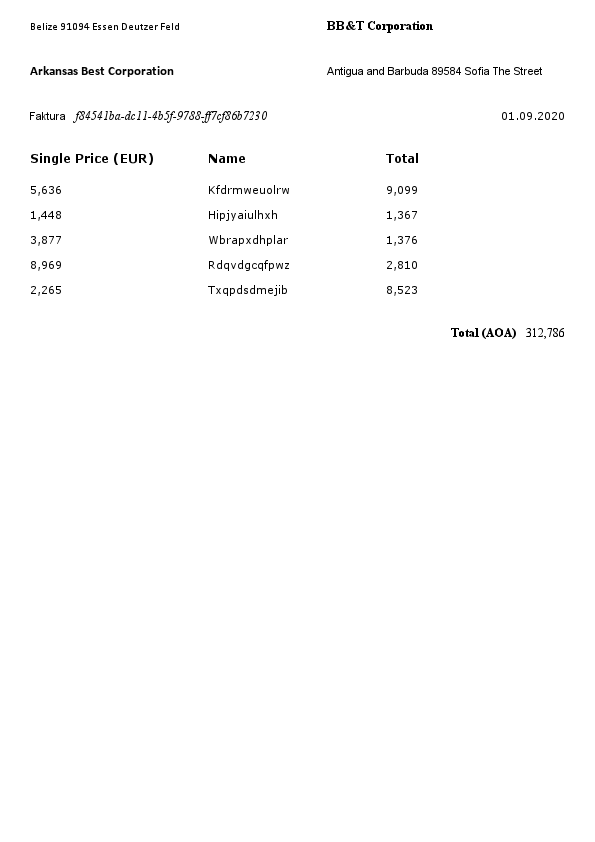 Belize 91094 Essen Deutzer Feld BB&T Corporation
Arkansas Best Corporation Antigua and Barbuda 89584 Sofia The Street
Faktura f84541ba-dc11-4b5f-9788-ff7cf86b7230 01.09.2020
Single Price (EUR) Name Total
5,636 Kfdrmweuolrw 9,099
1,448 Hipjyaiulhxh 1,367
3,877 Wbrapxdhplar 1,376
8,969 Rdqvdgcqfpwz 2,810
2,265 Txqpdsdmejib 8,523
Total (AOA) 312,786